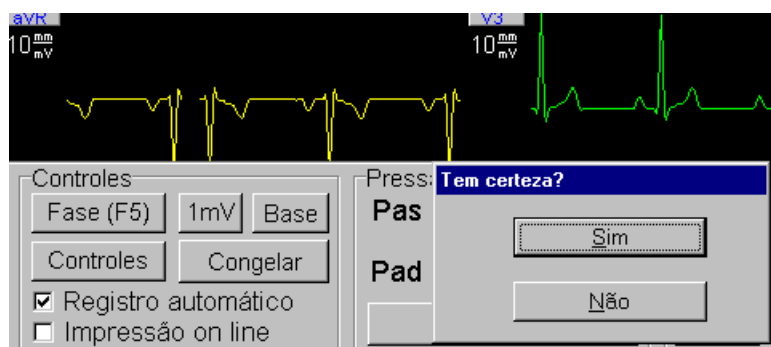 aVR
V3
10 mm/mV
10 mm/mV
Controles
Press
Tem certeza?
Fase (F5)
1mV
Base
Pas
Sim
Controles
Congelar
Pad
Registro automático
Não
Impressão on line